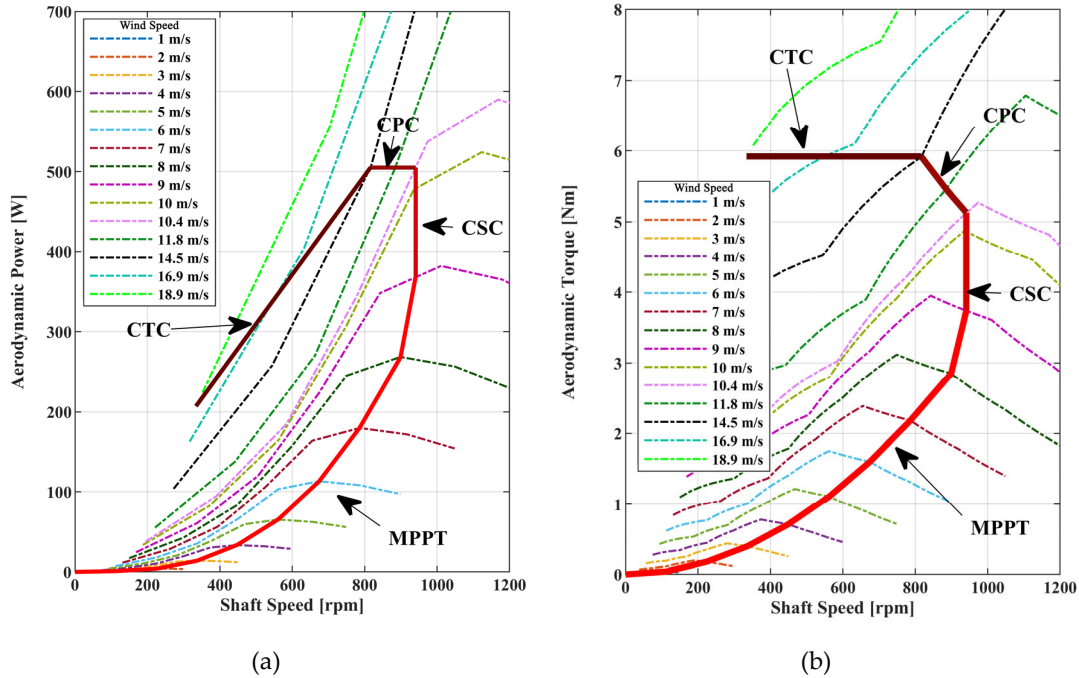 700
600
500
400
300
200
100
0
Aerodynamic Power [W]
Wind Speed
1 m/s
2 m/s
3 m/s
4 m/s
5 m/s
6 m/s
7 m/s
8 m/s
9 m/s
10 m/s
10.4 m/s
11.8 m/s
14.5 m/s
16.9 m/s
18.9 m/s
CPC
CSC
CTC
MPPT
0 200 400 600 800 1000 1200
Shaft Speed [rpm]
(a)
8
7
6
5
4
3
2
1
0
Aerodynamic Torque [Nm]
CTC
CPC
Wind Speed
1 m/s
2 m/s
3 m/s
4 m/s
5 m/s
6 m/s
7 m/s
8 m/s
9 m/s
10 m/s
10.4 m/s
11.8 m/s
14.5 m/s
16.9 m/s
18.9 m/s
CSC
MPPT
0 200 400 600 800 1000 1200
Shaft Speed [rpm]
(b)